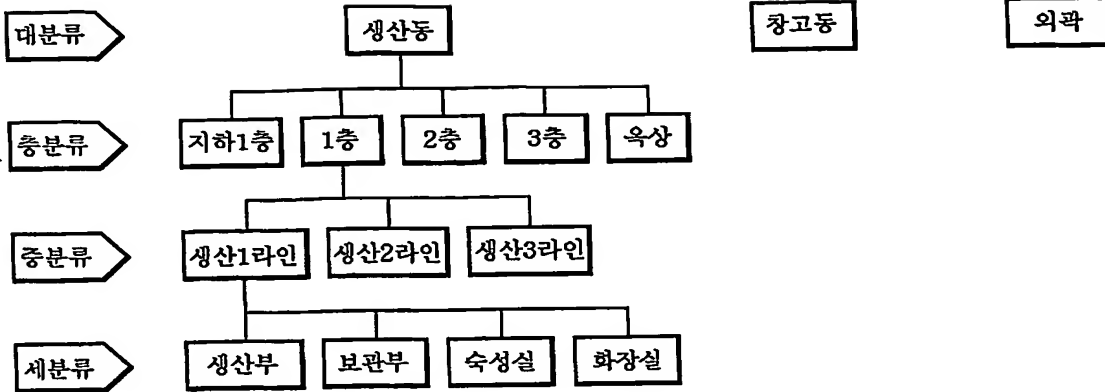 대분류 생산동 창고동 외곽
층분류 지하1층 1층 2층 3층 옥상
중분류 생산1라인 생산2라인 생산3라인
세분류 생산부 보관부 숙성실 화장실